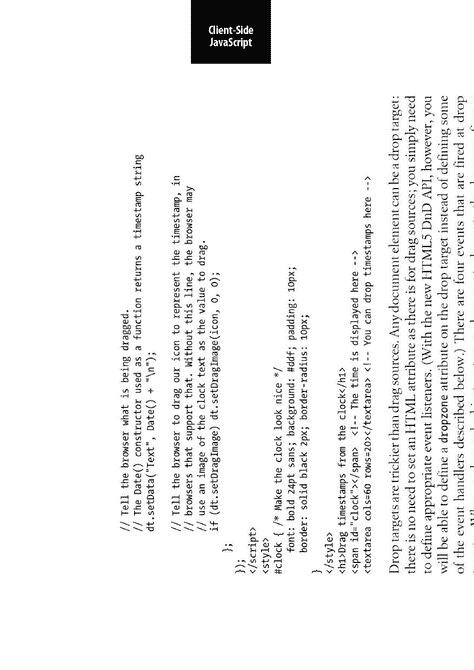 Client-Side
JavaScript
// Tell the browser what is being dragged.
// The Date() constructor used as a function returns a timestamp string
dt.setData("Text", Date() + "\n");
// Tell the browser to drag our icon to represent the timestamp, in
// browsers that support that. Without this line, the browser may
// use an image of the clock text as the value to drag.
if (dt.setDragImage) dt.setDragImage(icon, 0, 0);
};
});
</script>
<style>
#clock { /* Make the clock look nice */
font: bold 24pt sans; background: #ddf; padding: 10px;
border: solid black 2px; border-radius: 10px;
}
</style>
<h1>Drag timestamps from the clock</h1>
<span id="clock"></span> <!-- The time is displayed here -->
<textarea cols=60 rows=20></textarea> <!-- You can drop timestamps here -->
Drop targets are trickier than drag sources. Any document element can be a drop target:
there is no need to set an HTML attribute as there is for drag sources; you simply need
to define appropriate event listeners. (With the new HTML5 DnD API, however, you
will be able to define a dropzone attribute on the drop target instead of defining some
of the event handlers described below.) There are four events that are fired at drop